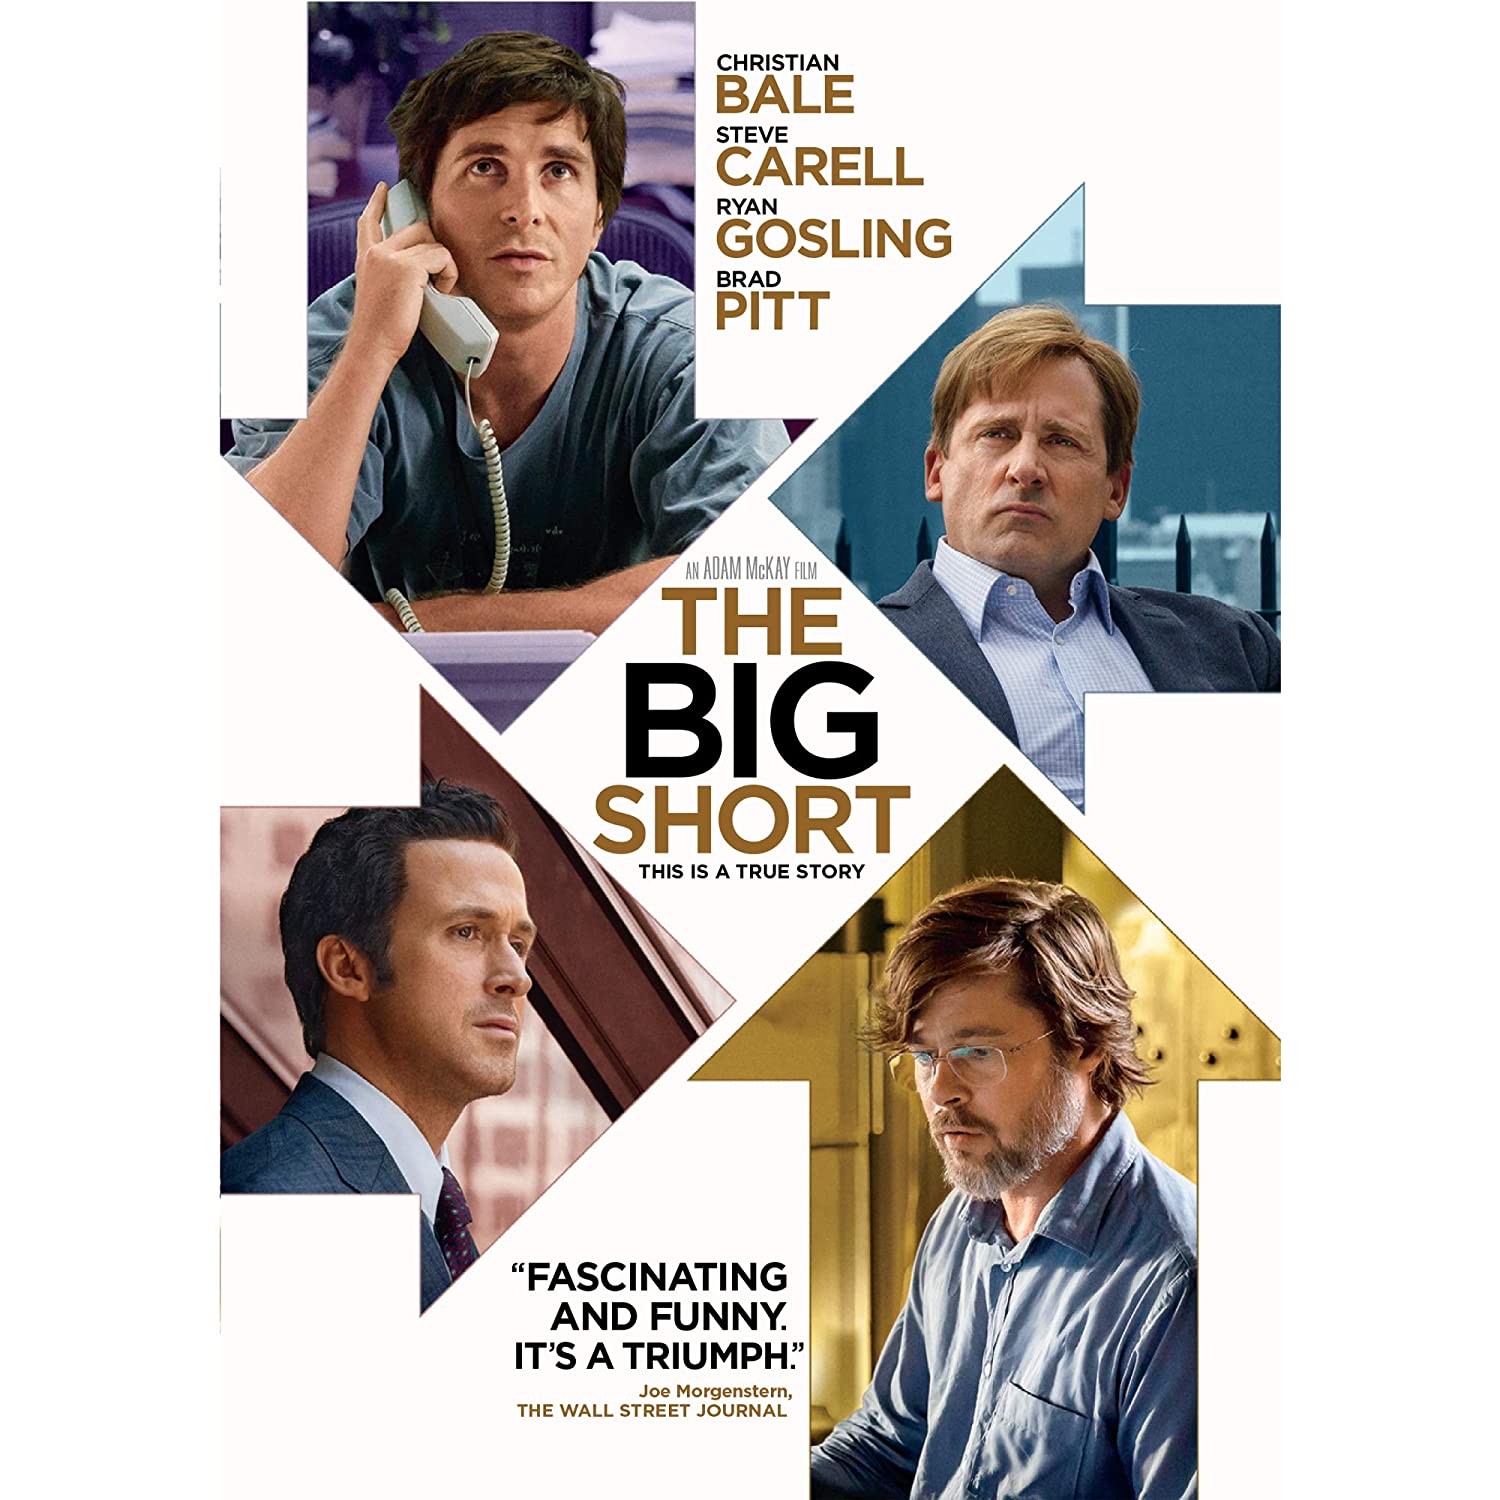 CHRISTIAN
BALE
STEVE
CARELL
RYAN
GOSLING
BRAD
PITT
AN ADAM McKAY FILM
THE
BIG
SHORT
THIS IS A TRUE STORY
“FASCINATING
AND FUNNY.
IT’S A TRIUMPH.”
Joe Morgenstern,
THE WALL STREET JOURNAL